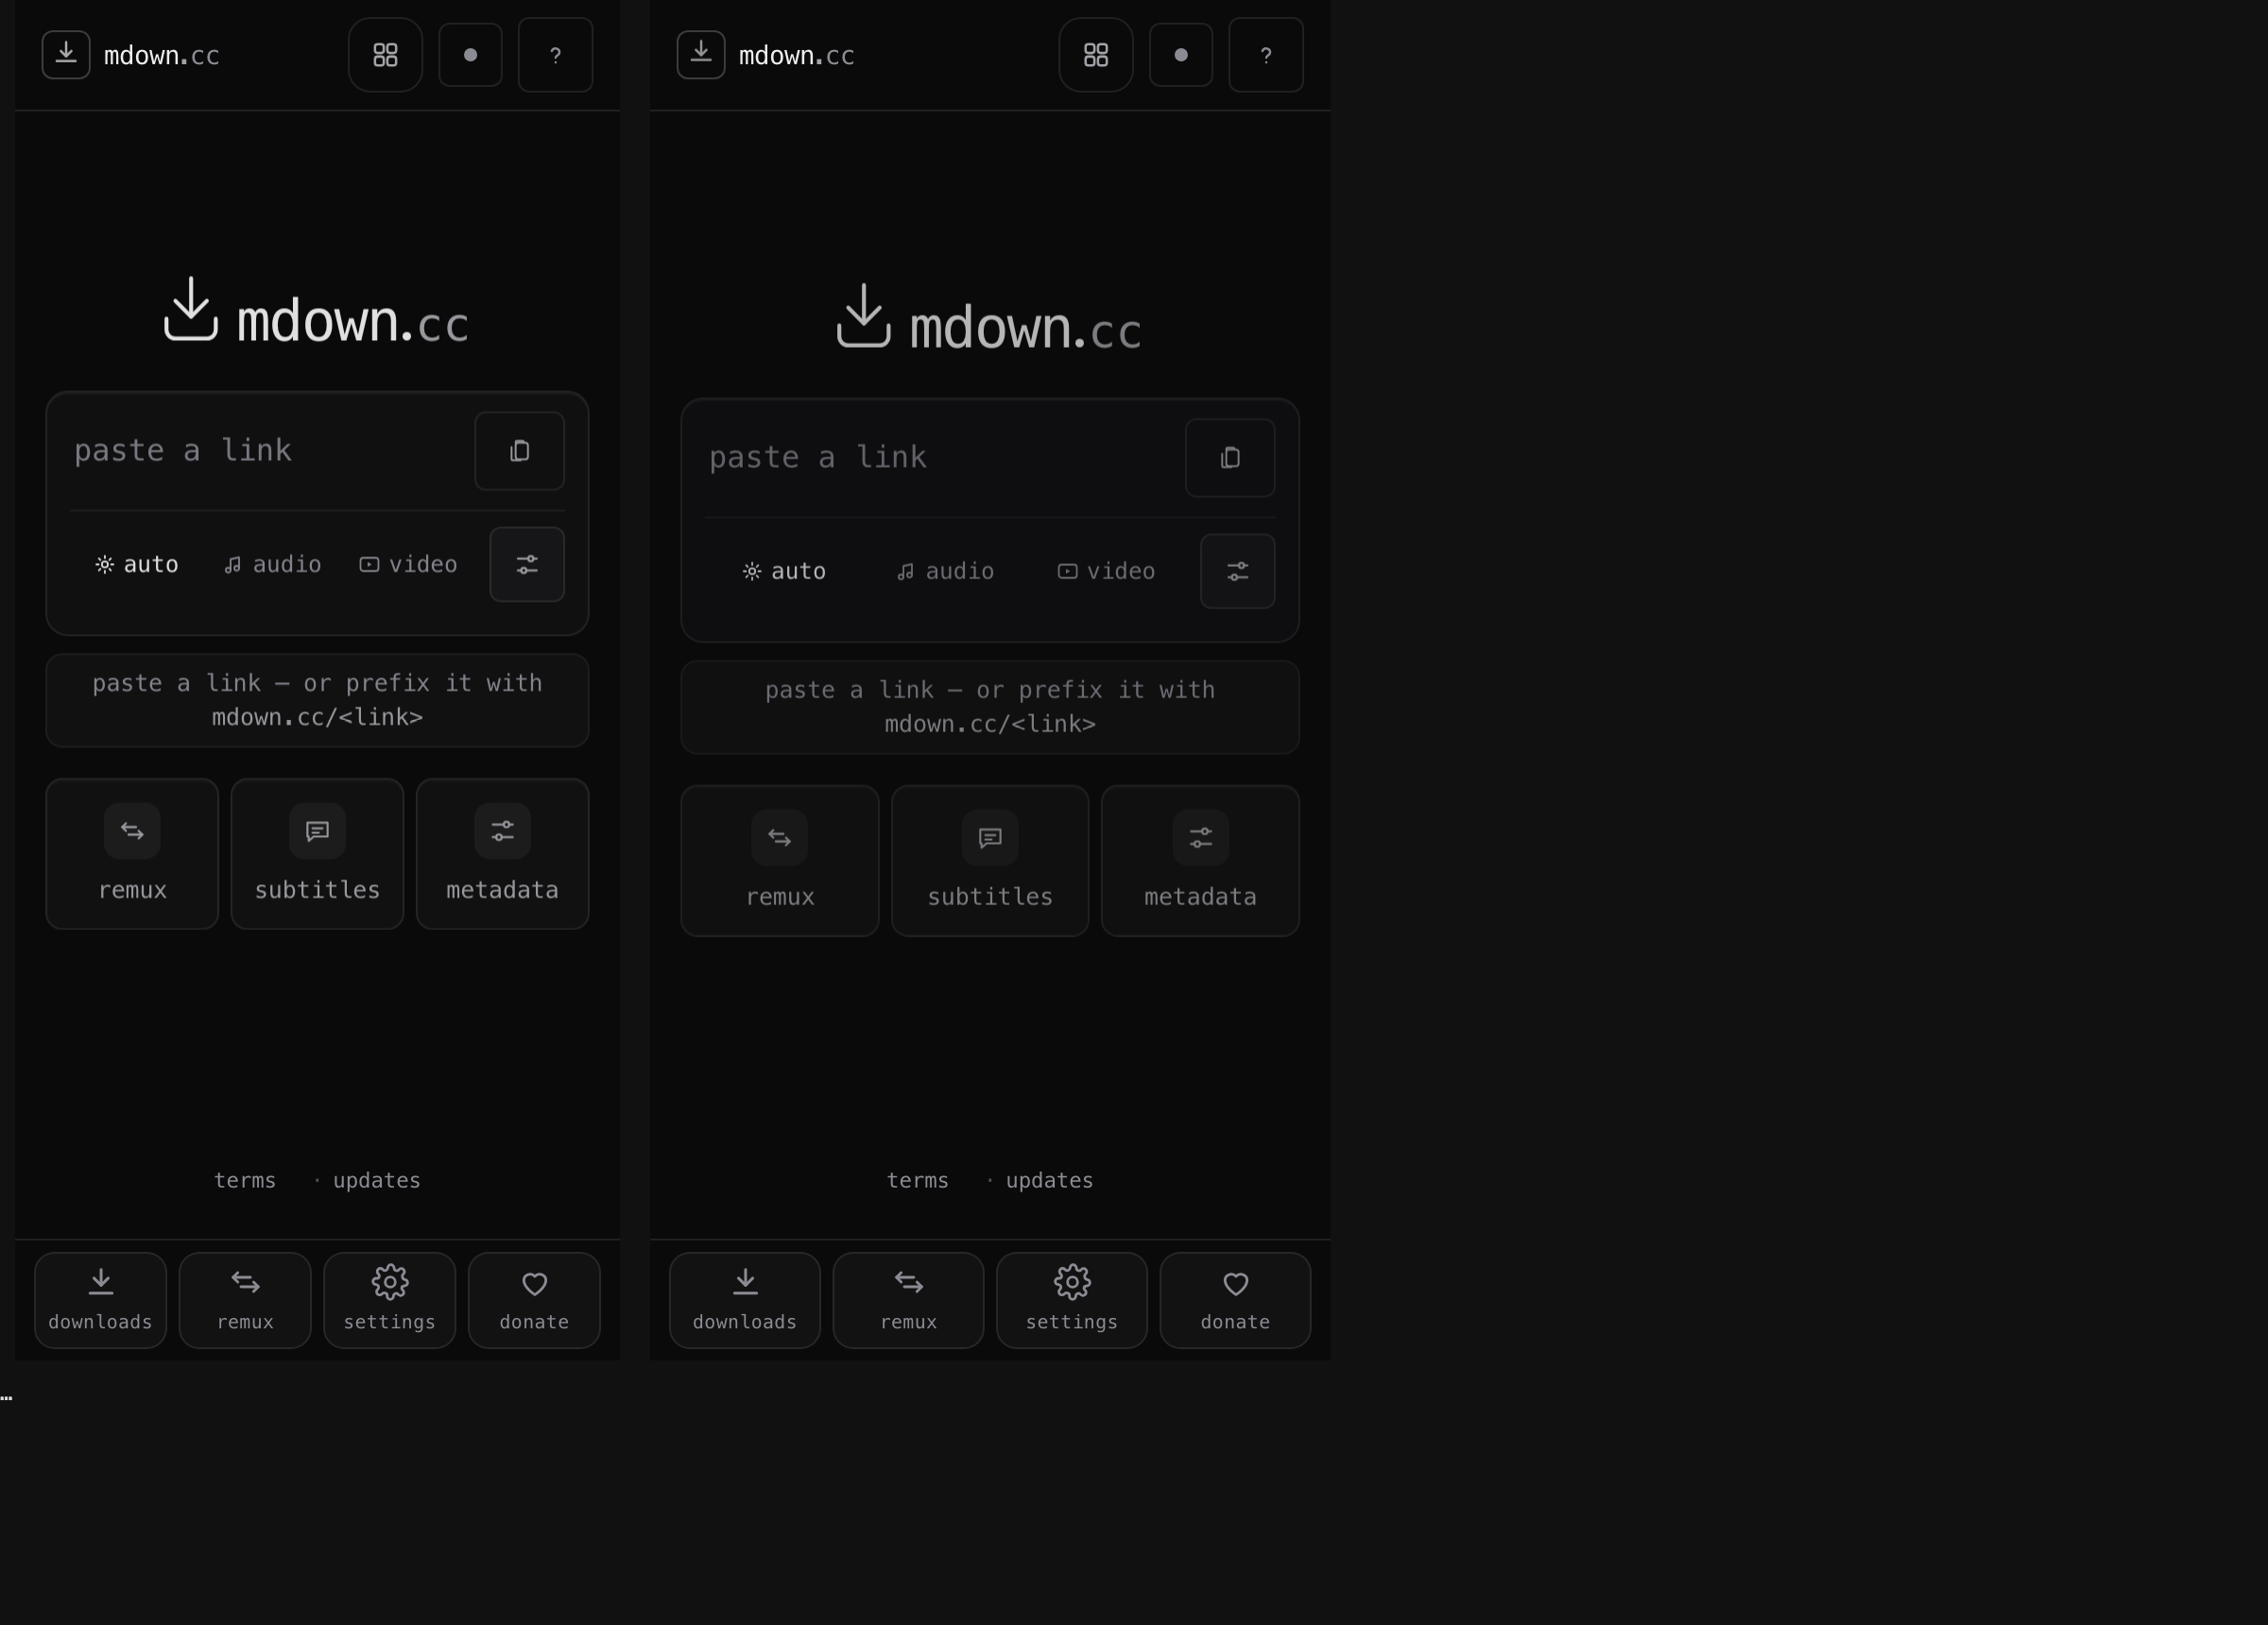 mdown.cc
?
mdown.cc
paste a link
auto
audio
video
paste a link — or prefix it with
mdown.cc/<link>
remux
subtitles
metadata
terms · updates
downloads
remux
settings
donate
mdown.cc
?
mdown.cc
paste a link
auto
audio
video
paste a link — or prefix it with
mdown.cc/<link>
remux
subtitles
metadata
terms · updates
downloads
remux
settings
donate
…